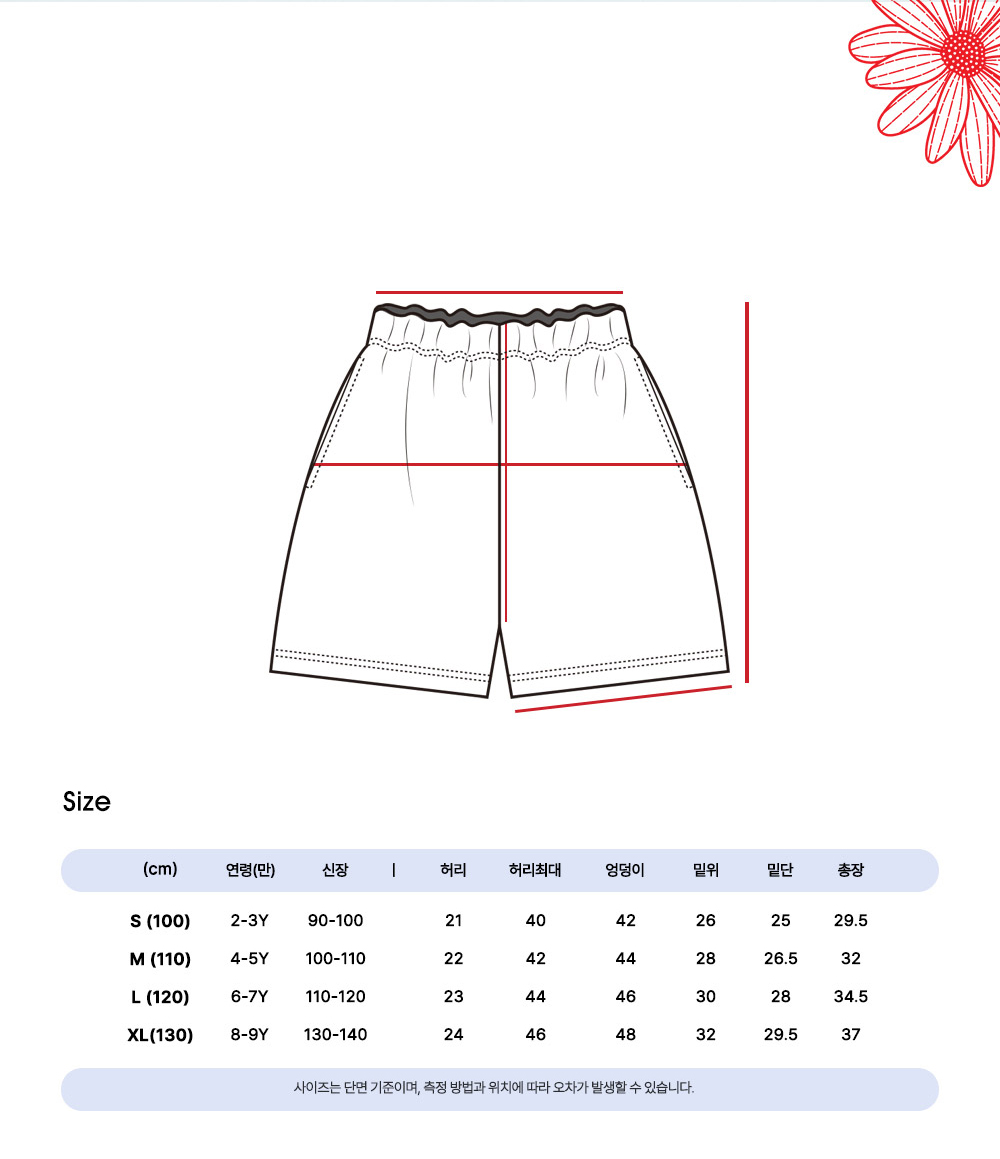 Size
(cm) 연령(만) 신장 | 허리 허리최대 엉덩이 밑위 밑단 총장
S (100) 2-3Y 90-100 21 40 42 26 25 29.5
M (110) 4-5Y 100-110 22 42 44 28 26.5 32
L (120) 6-7Y 110-120 23 44 46 30 28 34.5
XL(130) 8-9Y 130-140 24 46 48 32 29.5 37
사이즈는 단면 기준이며, 측정 방법과 위치에 따라 오차가 발생할 수 있습니다.